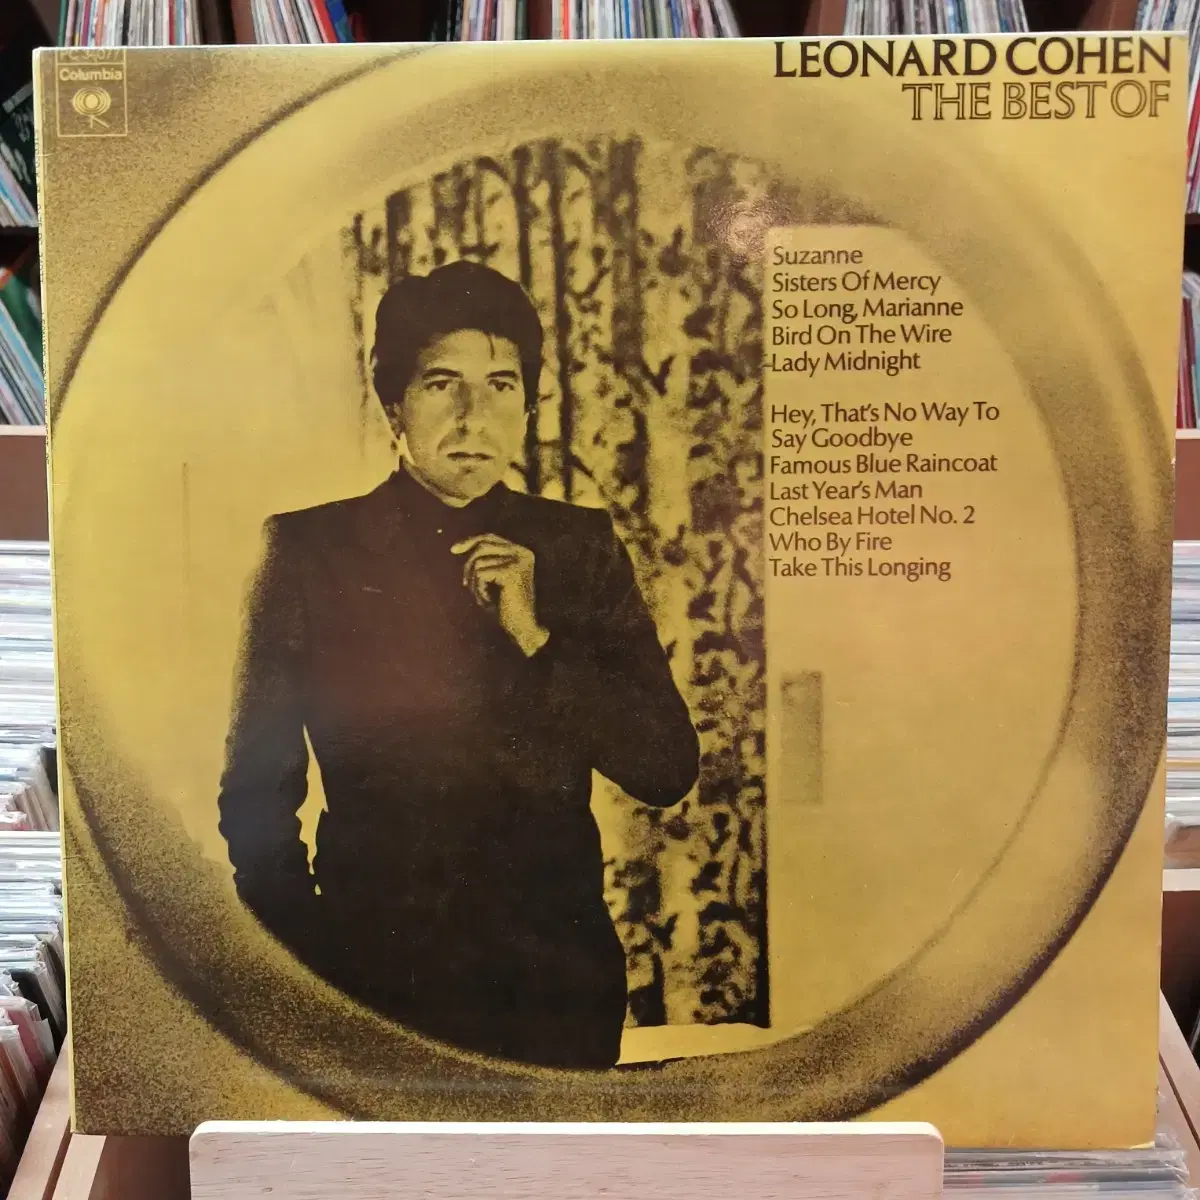 Columbia
LEONARD COHEN
THE BEST OF
Suzanne
Sisters Of Mercy
So Long, Marianne
Bird On The Wire
Lady Midnight
Hey, That's No Way To
Say Goodbye
Famous Blue Raincoat
Last Year's Man
Chelsea Hotel No. 2
Who By Fire
Take This Longing